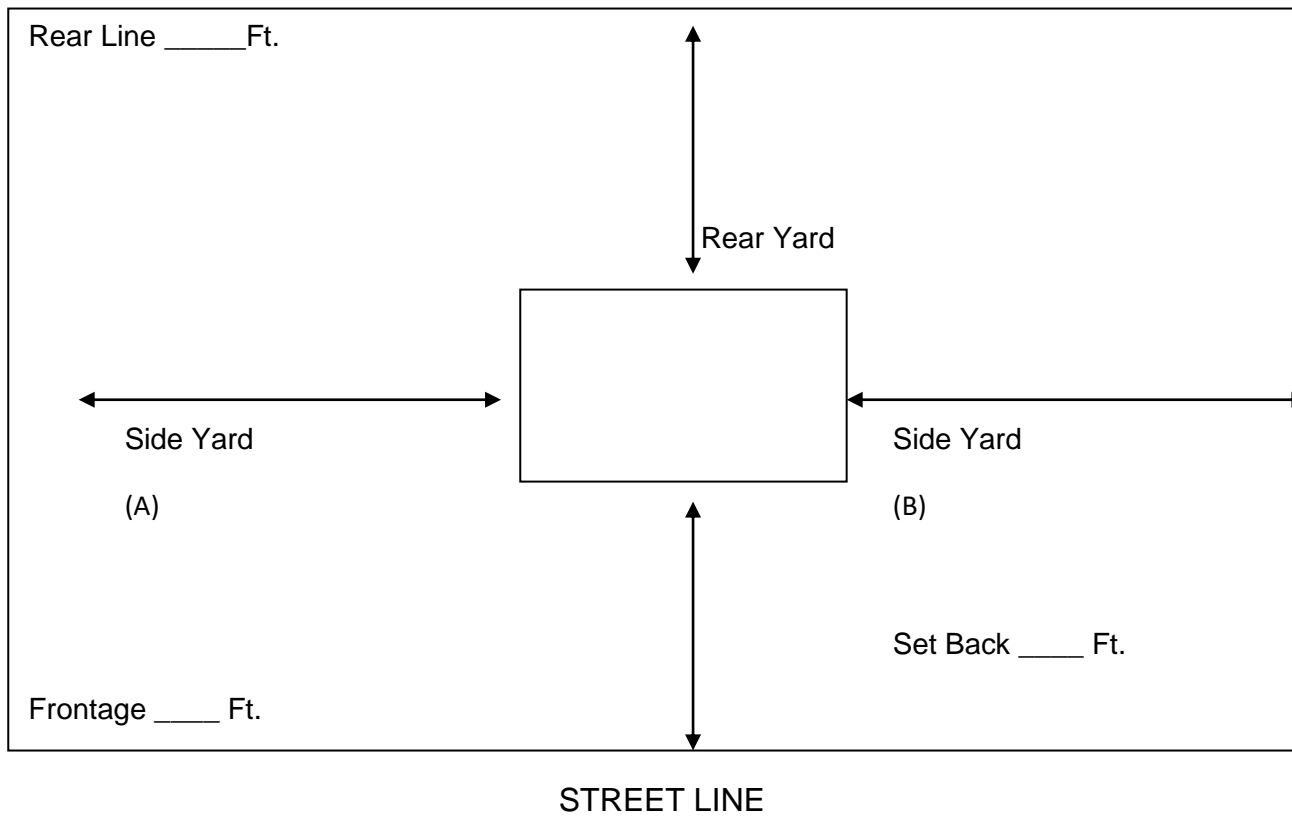 Rear Line _____Ft.
Rear Yard
Side Yard
(A)
Side Yard
(B)
Set Back ____ Ft.
Frontage ____ Ft.
STREET LINE